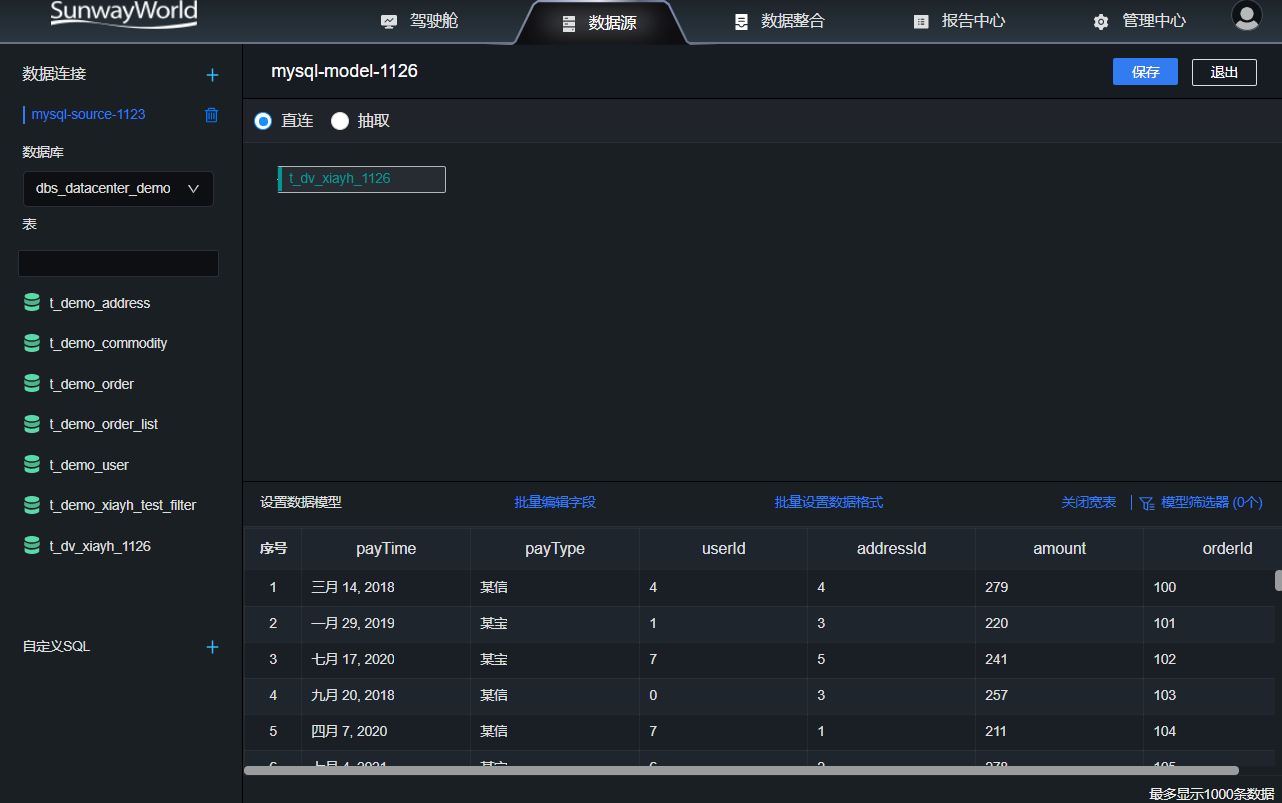 SunwayWorld
驾驶舱 数据源 数据整合 报告中心 管理中心
数据连接 +
mysql-source-1123
数据库
dbs_datacenter_demo
表
t_demo_address
t_demo_commodity
t_demo_order
t_demo_order_list
t_demo_user
t_demo_xiayh_test_filter
t_dv_xiayh_1126
自定义SQL +
mysql-model-1126 保存 退出
直连 抽取
t_dv_xiayh_1126
设置数据模型 批量编辑字段 批量设置数据格式 关闭宽表 模型筛选器 (0个)
序号 payTime payType userId addressId amount orderId
1 三月 14, 2018 某信 4 4 279 100
2 一月 29, 2019 某宝 1 3 220 101
3 七月 17, 2020 某宝 7 5 241 102
4 九月 20, 2018 某信 0 3 257 103
5 四月 7, 2020 某信 7 1 211 104
最多显示1000条数据